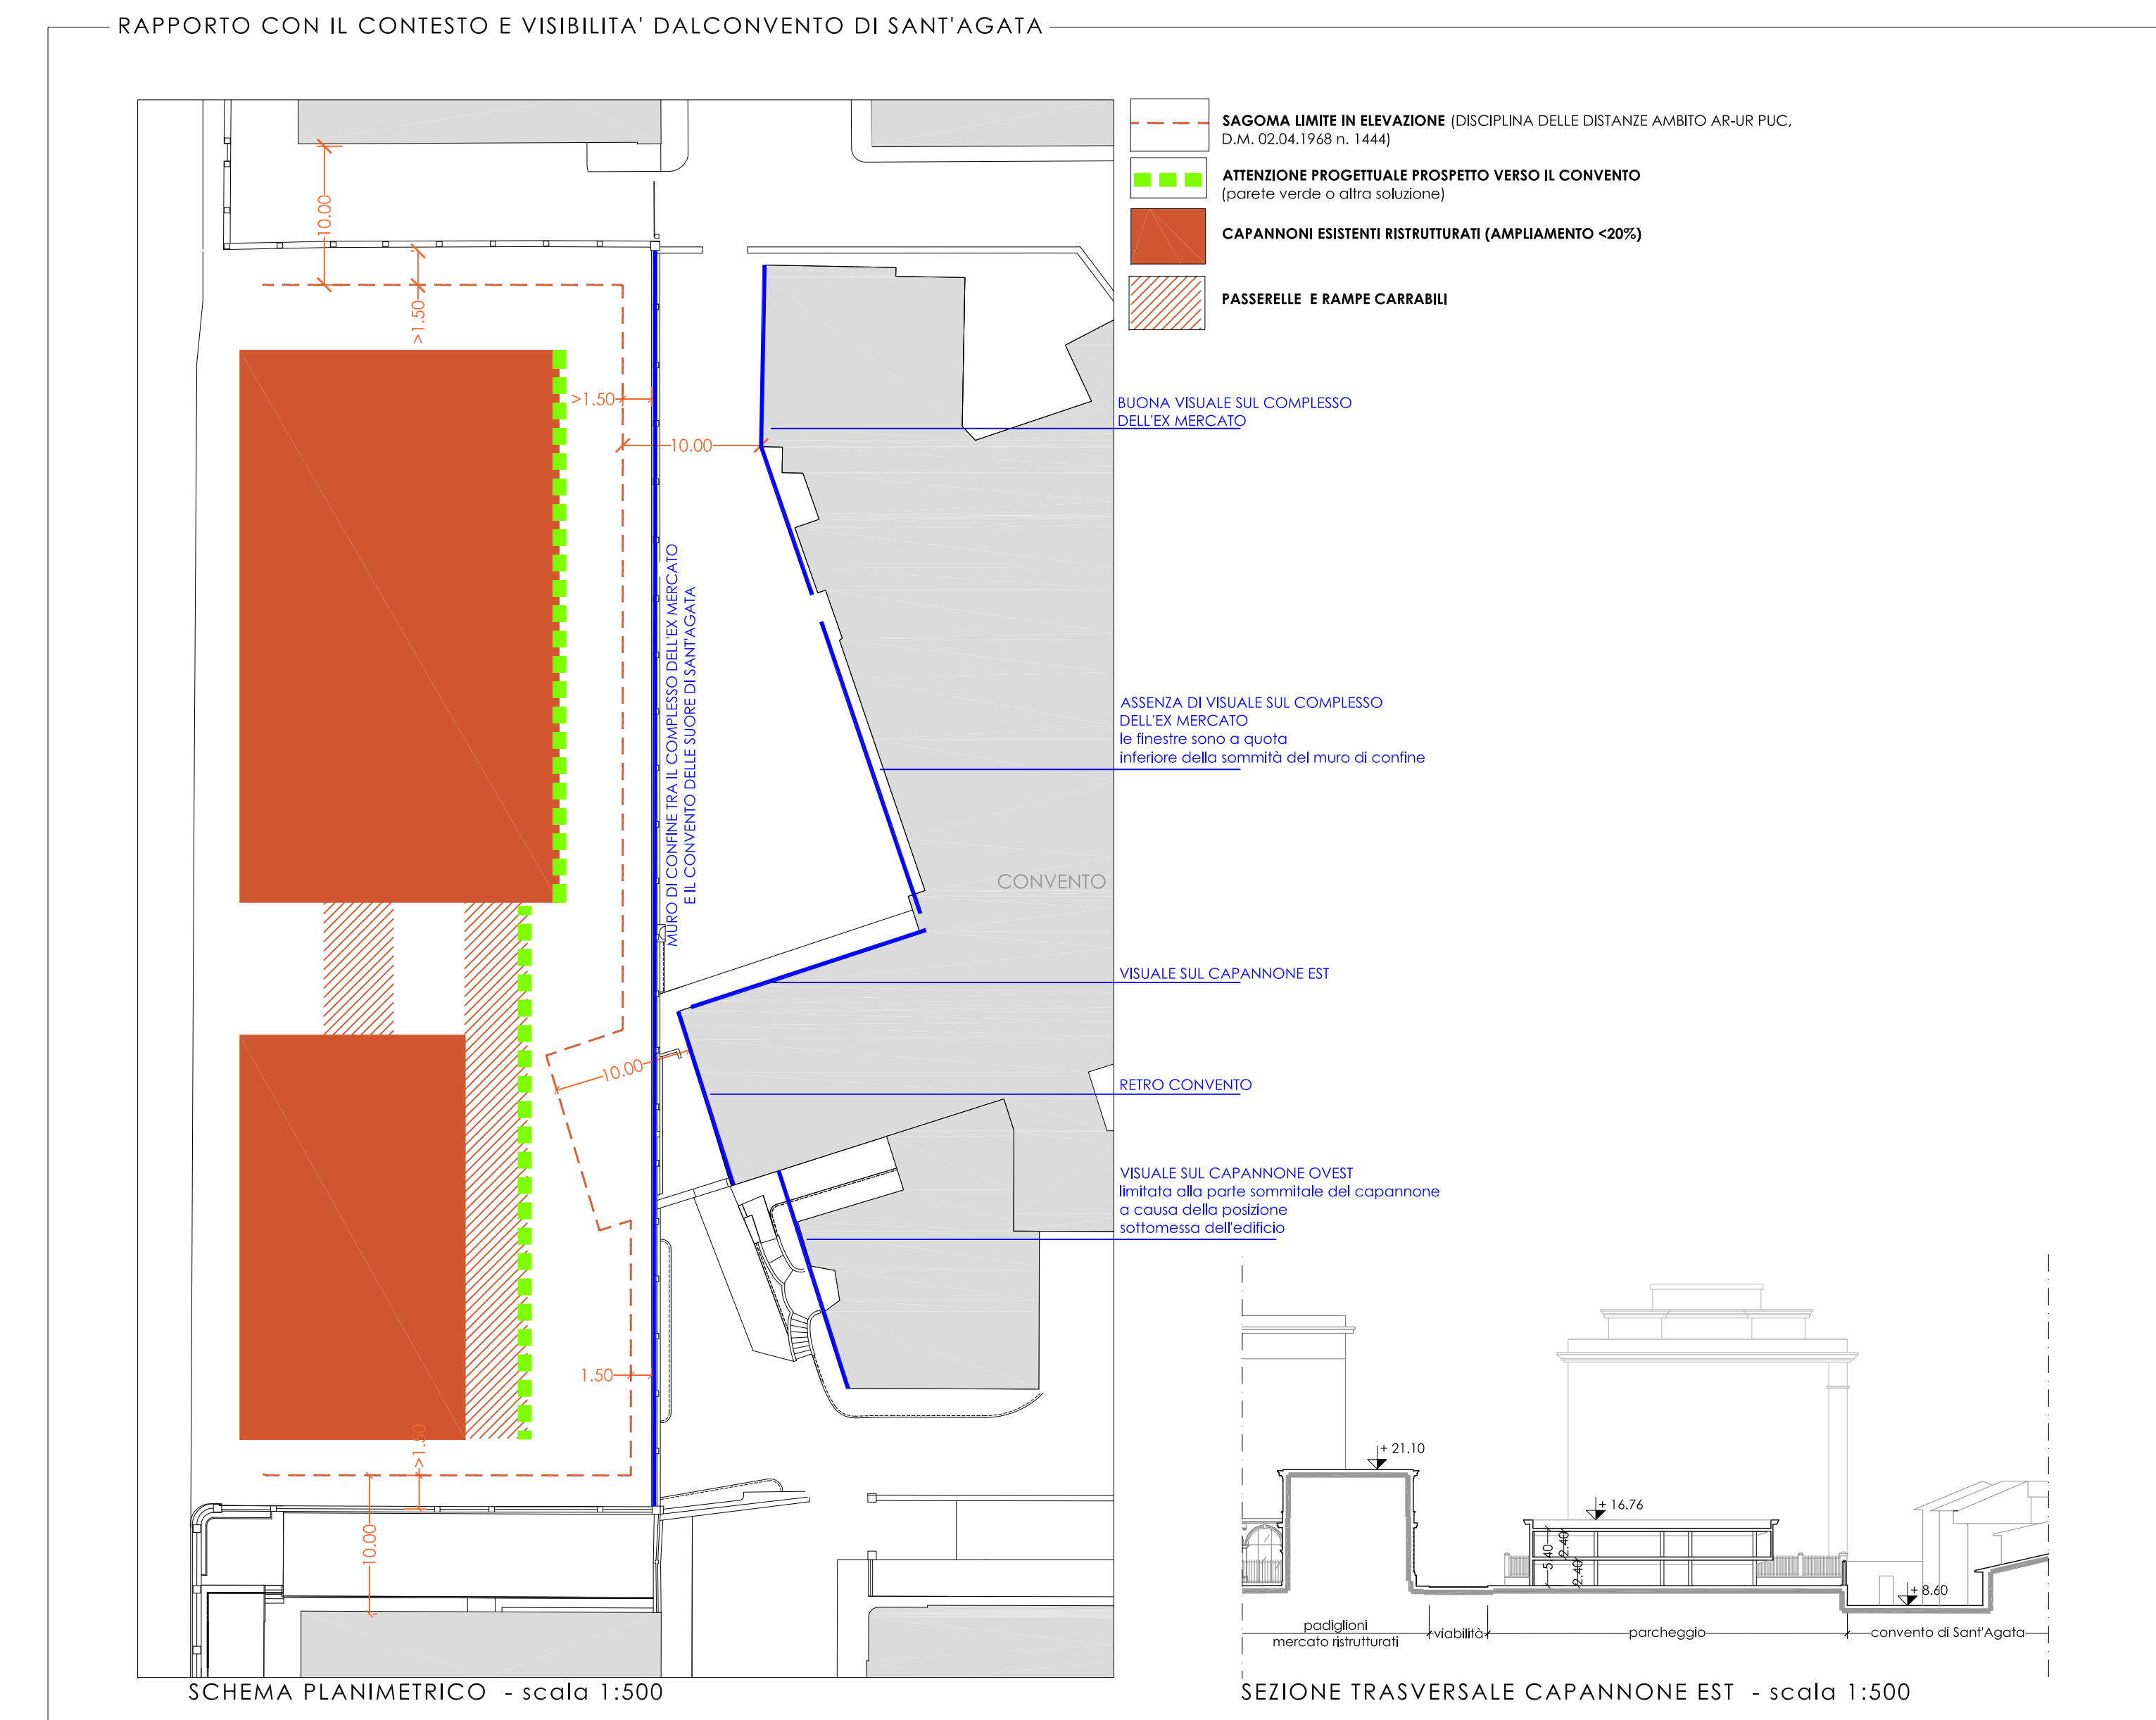 RAPPORTO CON IL CONTESTO E VISIBILITA' DALCONVENTO DI SANT'AGATA
SAGOMA LIMITE IN ELEVAZIONE (DISCIPLINA DELLE DISTANZE AMBITO AR-UR PUC,
D.M. 02.04.1968 n. 1444)
ATTENZIONE PROGETTUALE PROSPETTO VERSO IL CONVENTO
(parete verde o altra soluzione)
CAPANNONI ESISTENTI RISTRUTTURATI (AMPLIAMENTO <20%)
PASSERELLE E RAMPE CARRABILI
10.00
>1.50
>1.50
10.00
BUONA VISUALE SUL COMPLESSO
DELL'EX MERCATO
MURO DI CONFINE TRA IL COMPLESSO DELL'EX MERCATO
E IL CONVENTO DELLE SUORE DI SANT'AGATA
ASSENZA DI VISUALE SUL COMPLESSO
DELL'EX MERCATO
le finestre sono a quota
inferiore della sommità del muro di confine
CONVENTO
VISUALE SUL CAPANNONE EST
10.00
RETRO CONVENTO
VISUALE SUL CAPANNONE OVEST
limitata alla parte sommitale del capannone
a causa della posizione
sottomessa dell'edificio
1.50
>1.50
10.00
+ 21.10
+ 16.76
5.40
2.40
2.40
+ 8.60
padiglioni
mercato ristrutturati
viabilità
parcheggio
convento di Sant'Agata
SCHEMA PLANIMETRICO - scala 1:500
SEZIONE TRASVERSALE CAPANNONE EST - scala 1:500